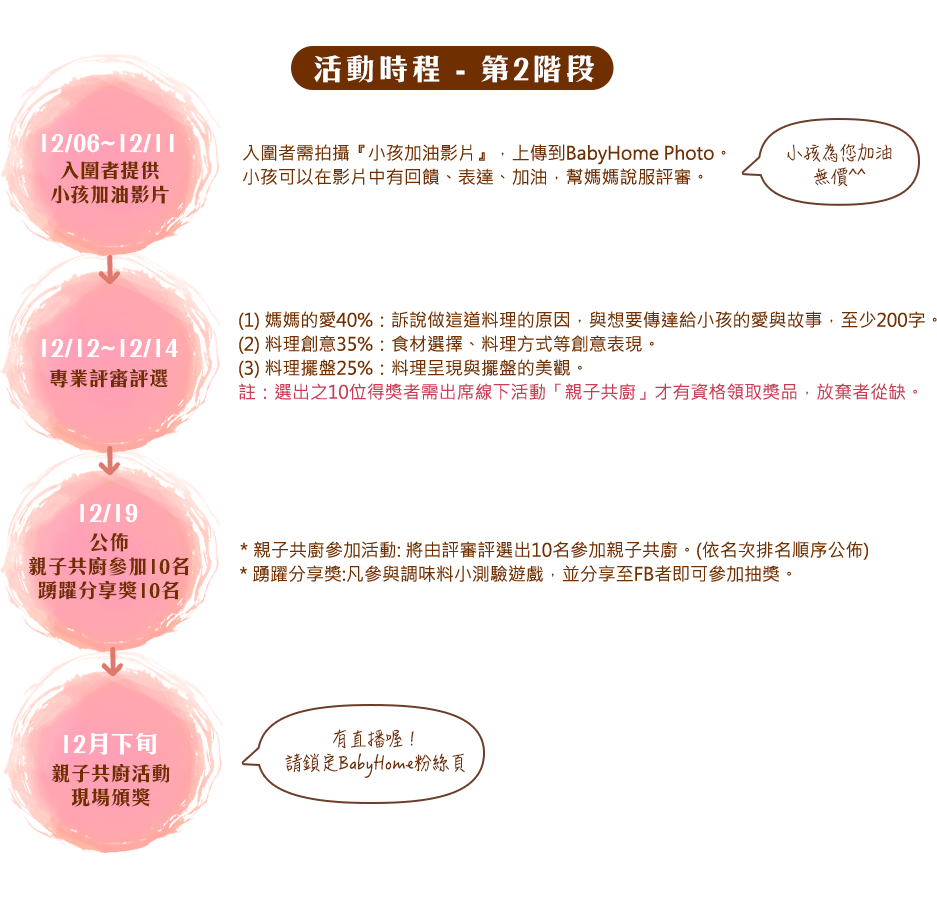 活動時程 - 第2階段
12/06~12/11
入圍者提供
小孩加油影片
入圍者需拍攝『小孩加油影片』，上傳到BabyHome Photo。
小孩可以在影片中有回饋、表達、加油，幫媽媽說服評審。
小孩為您加油
無價^^
12/12~12/14
專業評審評選
(1) 媽媽的愛40%：訴說做這道料理的原因，與想要傳達給小孩的愛與故事，至少200字。
(2) 料理創意35%：食材選擇、料理方式等創意表現。
(3) 料理擺盤25%：料理呈現與擺盤的美觀。
註：選出之10位得獎者需出席線下活動「親子共廚」才有資格領取獎品，放棄者從缺。
12/19
公佈
親子共廚參加10名
踴躍分享獎10名
* 親子共廚參加活動: 將由評審評選出10名參加親子共廚。(依名次排名順序公佈)
* 踴躍分享獎:凡參與調味料小測驗遊戲，並分享至FB者即可參加抽獎。
12月下旬
親子共廚活動
現場頒獎
有直播喔！
請鎖定BabyHome粉絲頁